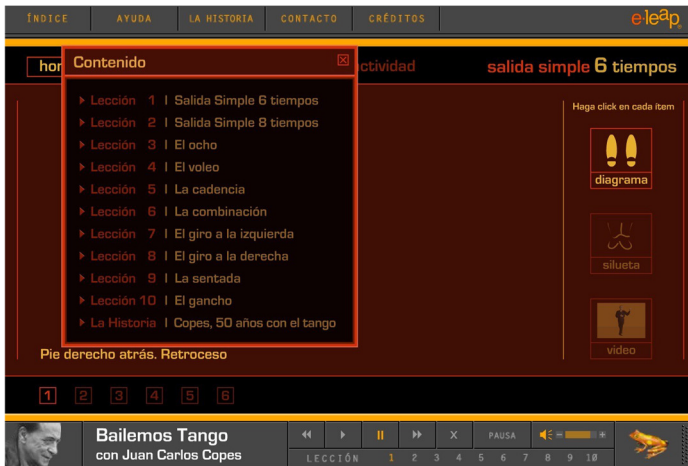 ÍNDICE AYUDA LA HISTORIA CONTACTO CRÉDITOS e·leap
hor ctividad salida simple 6 tiempos
Contenido
Lección 1 | Salida Simple 6 tiempos
Lección 2 | Salida Simple 8 tiempos
Lección 3 | El ocho
Lección 4 | El voleo
Lección 5 | La cadencia
Lección 6 | La combinación
Lección 7 | El giro a la izquierda
Lección 8 | El giro a la derecha
Lección 9 | La sentada
Lección 10 | El gancho
La Historia | Copes, 50 años con el tango
Haga click en cada ítem
diagrama
silueta
video
Pie derecho atrás. Retroceso
1 2 3 4 5 6
Bailemos Tango
con Juan Carlos Copes
X PAUSA
LECCIÓN 1 2 3 4 5 6 7 8 9 10